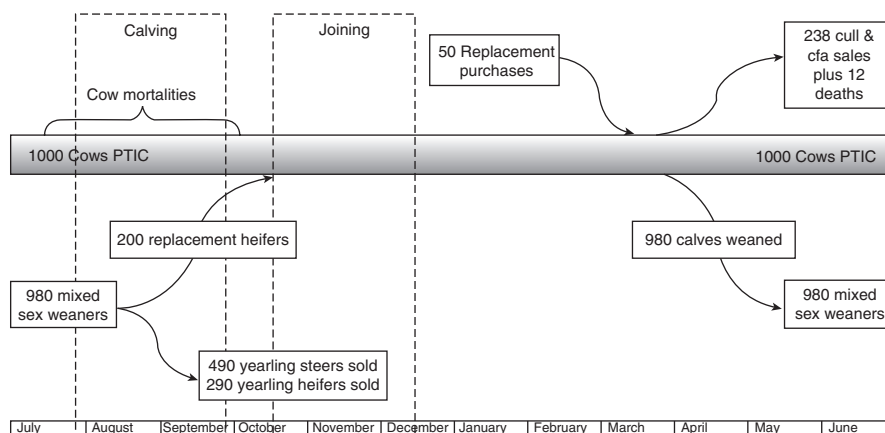 Calving
Joining
50 Replacement
purchases
238 cull &
cfa sales
plus 12
deaths
Cow mortalities
1000 Cows PTIC
1000 Cows PTIC
200 replacement heifers
980 calves weaned
980 mixed
sex weaners
980 mixed
sex weaners
490 yearling steers sold
290 yearling heifers sold
July August September October November December January February March April May June